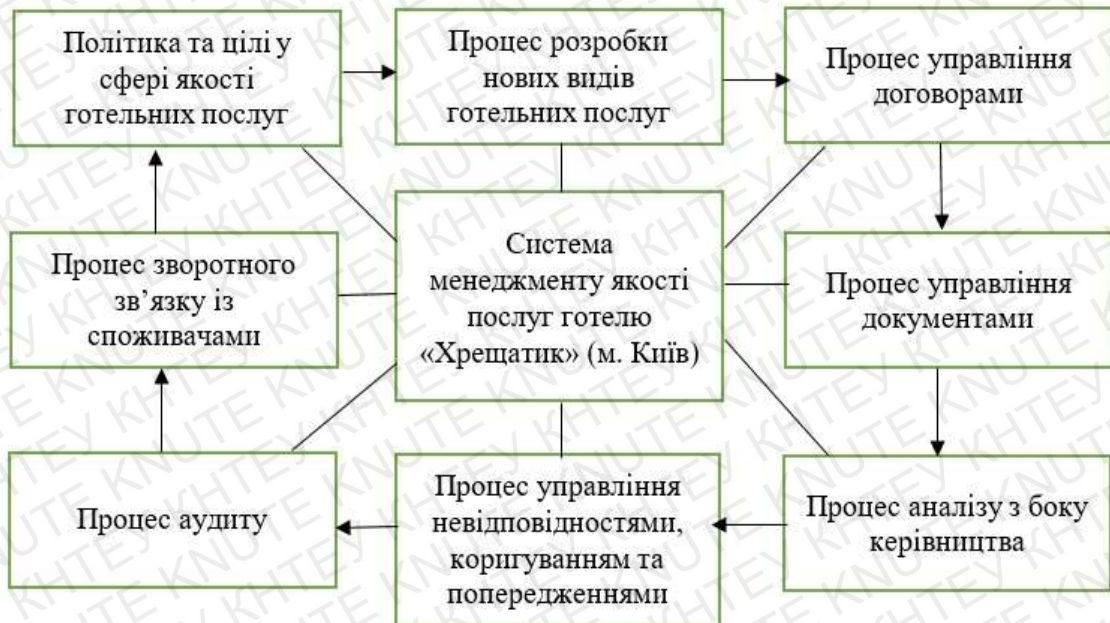 Політика та цілі у
сфері якості
готельних послуг
Процес розробки
нових видів
готельних послуг
Процес управління
договорами
Процес зворотного
зв’язку із
споживачами
Система
менеджменту якості
послуг готелю
«Хрещатик» (м. Київ)
Процес управління
документами
Процес аудиту
Процес управління
невідповідностями,
коригуванням та
попередженнями
Процес аналізу з боку
керівництва